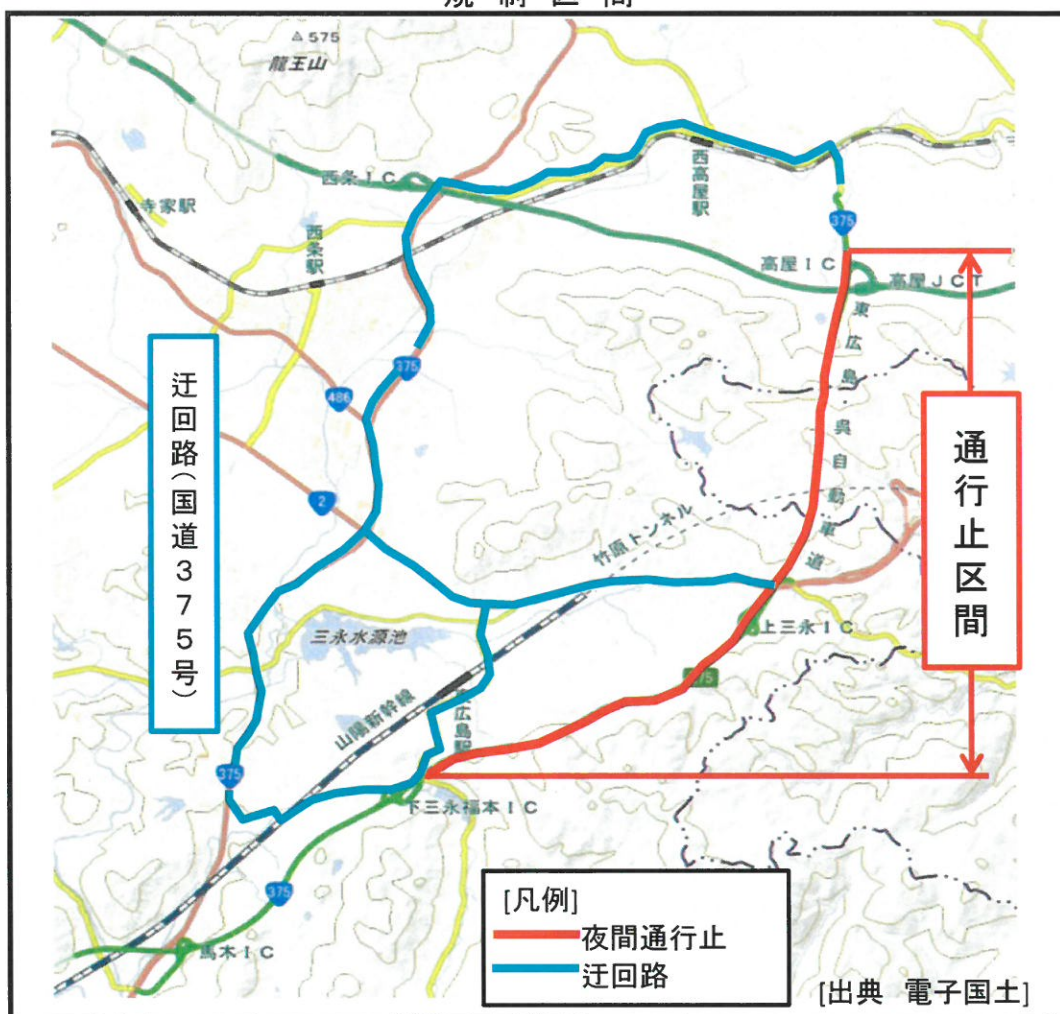 規制区間
△575
龍王山
西条IC
西高屋駅
寺家駅
西条駅
375
高屋IC
高屋JCT
東広島・呉自動車道
迂回路(国道375号)
375
486
2
通行止区間
竹原トンネル
三永水源池
上三永IC
山陽新幹線
広島駅
375
下三永福本IC
375
馬木IC
[凡例]
夜間通行止
迂回路
[出典 電子国土]